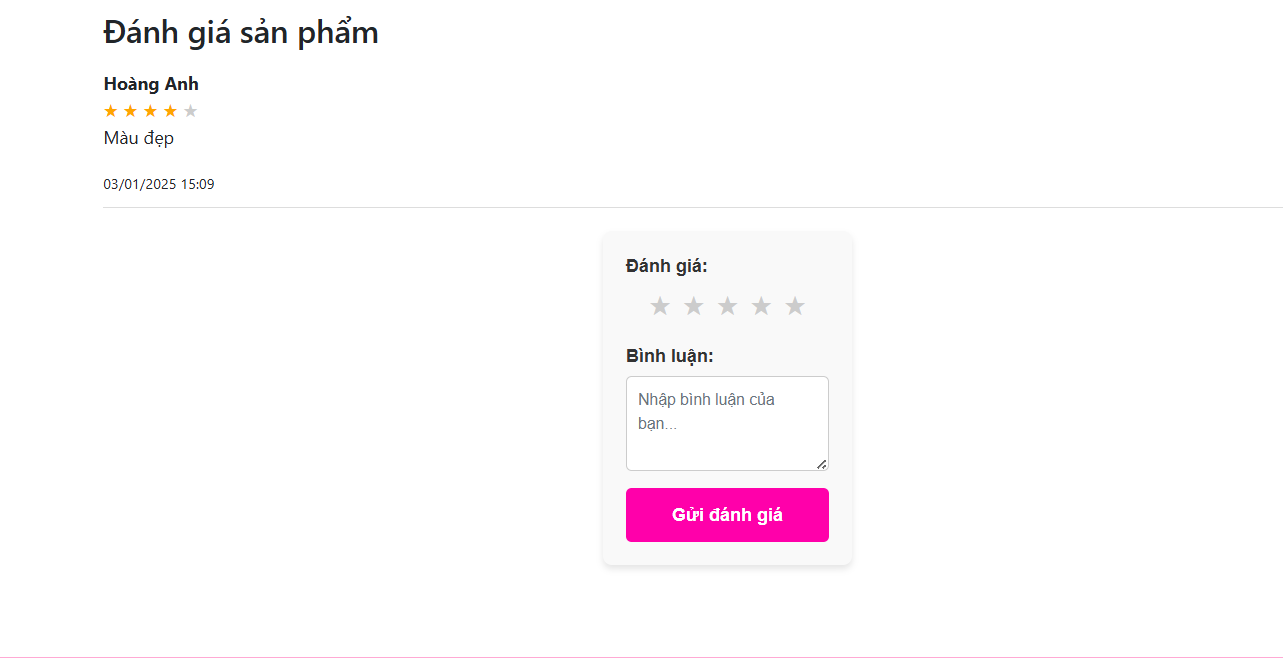 Đánh giá sản phẩm
Hoàng Anh
Màu đẹp
03/01/2025 15:09
Đánh giá:
Bình luận:
Nhập bình luận của
bạn...
Gửi đánh giá